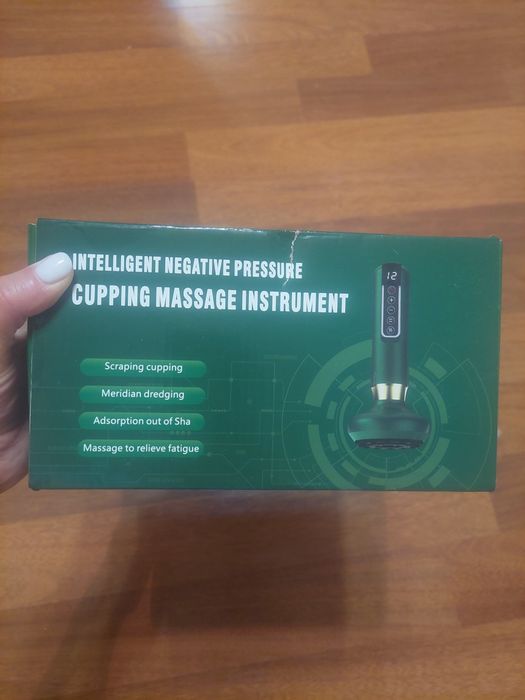 INTELLIGENT NEGATIVE PRESSURE
CUPPING MASSAGE INSTRUMENT
12
Scraping cupping
Meridian dredging
Adsorption out of Sha
Massage to relieve fatigue